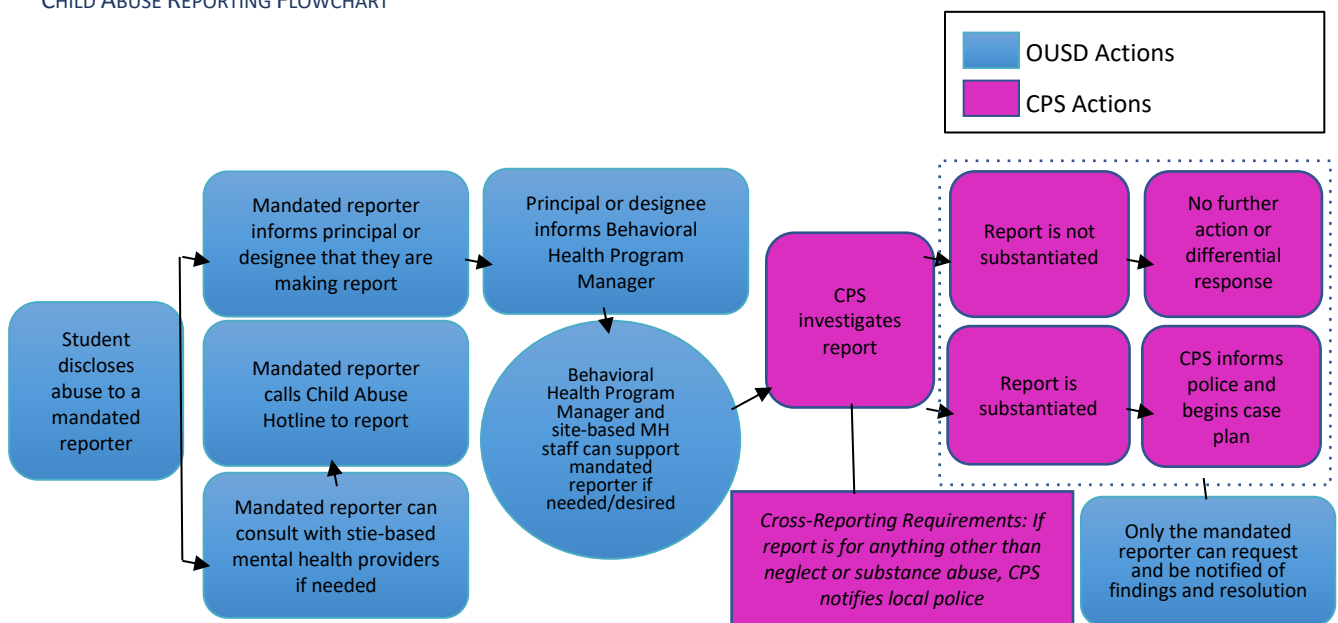 CHILD ABUSE REPORTING FLOWCHART
OUSD Actions
CPS Actions
Student
discloses
abuse to a
mandated
reporter
Mandated reporter
informs principal or
designee that they are
making report
Mandated reporter
calls Child Abuse
Hotline to report
Mandated reporter can
consult with stie-based
mental health providers
if needed
Principal or designee
informs Behavioral
Health Program
Manager
Behavioral
Health Program
Manager and
site-based MH
staff can support
mandated
reporter if
needed/desired
CPS
investigates
report
Cross-Reporting Requirements: If
report is for anything other than
neglect or substance abuse, CPS
notifies local police
Report is not
substantiated
No further
action or
differential
response
Report is
substantiated
CPS informs
police and
begins case
plan
Only the mandated
reporter can request
and be notified of
findings and resolution